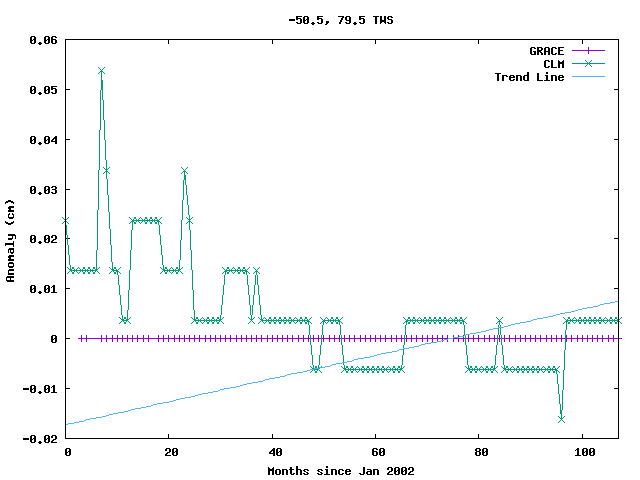 -50.5, 79.5 TWS
0.06
GRACE
CLM
Trend Line
0.05
0.04
0.03
0.02
0.01
0
-0.01
-0.02
Anomaly (cm)
0 20 40 60 80 100
Months since Jan 2002